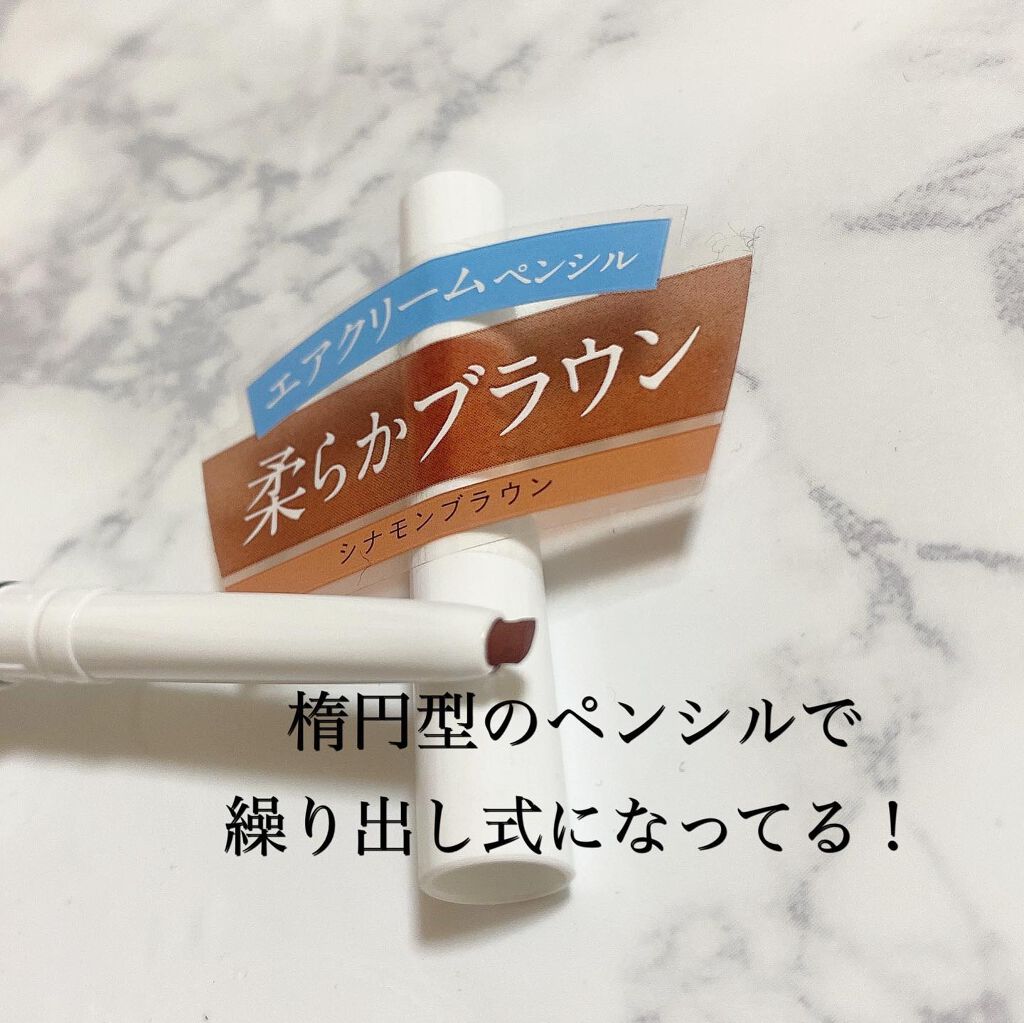 エアクリームペンシル
柔らかブラウン
シナモンブラウン
楕円型のペンシルで
繰り出し式になってる！